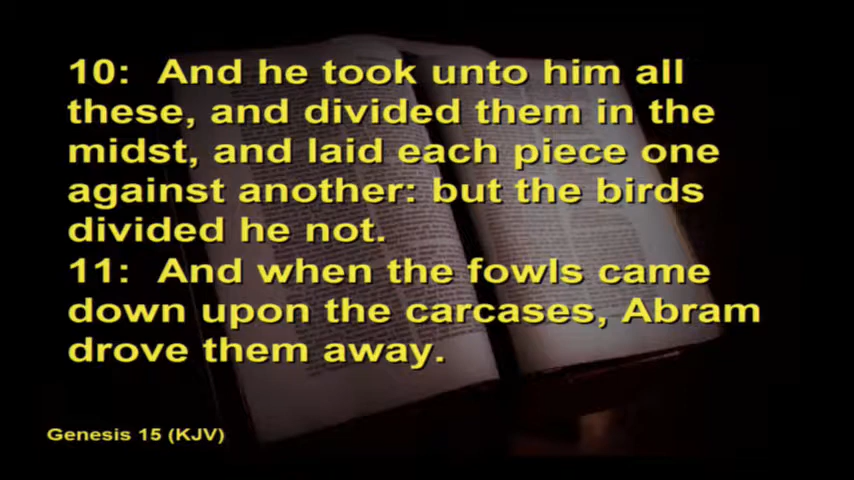 10:  And he took unto him all
these, and divided them in the
midst, and laid each piece one
against another: but the birds
divided he not.
11:  And when the fowls came
down upon the carcases, Abram
drove them away.
Genesis 15 (KJV)